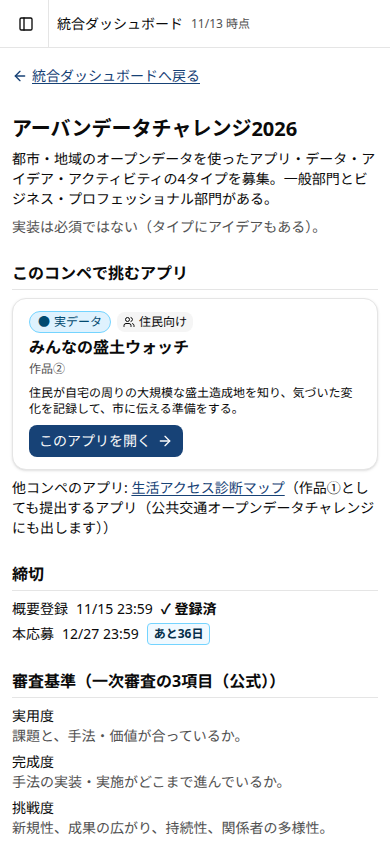 統合ダッシュボード 11/13 時点
← 統合ダッシュボードへ戻る
アーバンデータチャレンジ2026
都市・地域のオープンデータを使ったアプリ・データ・ア
イデア・アクティビティの4タイプを募集。一般部門とビ
ジネス・プロフェッショナル部門がある。
実装は必須ではない（タイプにアイデアもある）。
このコンペで挑むアプリ
実データ 住民向け
みんなの盛土ウォッチ
作品②
住民が自宅の周りの大規模な盛土造成地を知り、気づいた変
化を記録して、市に伝える準備をする。
このアプリを開く →
他コンペのアプリ: 生活アクセス診断マップ（作品①とし
ても提出するアプリ（公共交通オープンデータチャレンジ
にも出します））
締切
概要登録 11/15 23:59 ✓ 登録済
本応募 12/27 23:59 あと36日
審査基準（一次審査の3項目（公式））
実用度
課題と、手法・価値が合っているか。
完成度
手法の実装・実施がどこまで進んでいるか。
挑戦度
新規性、成果の広がり、持続性、関係者の多様性。